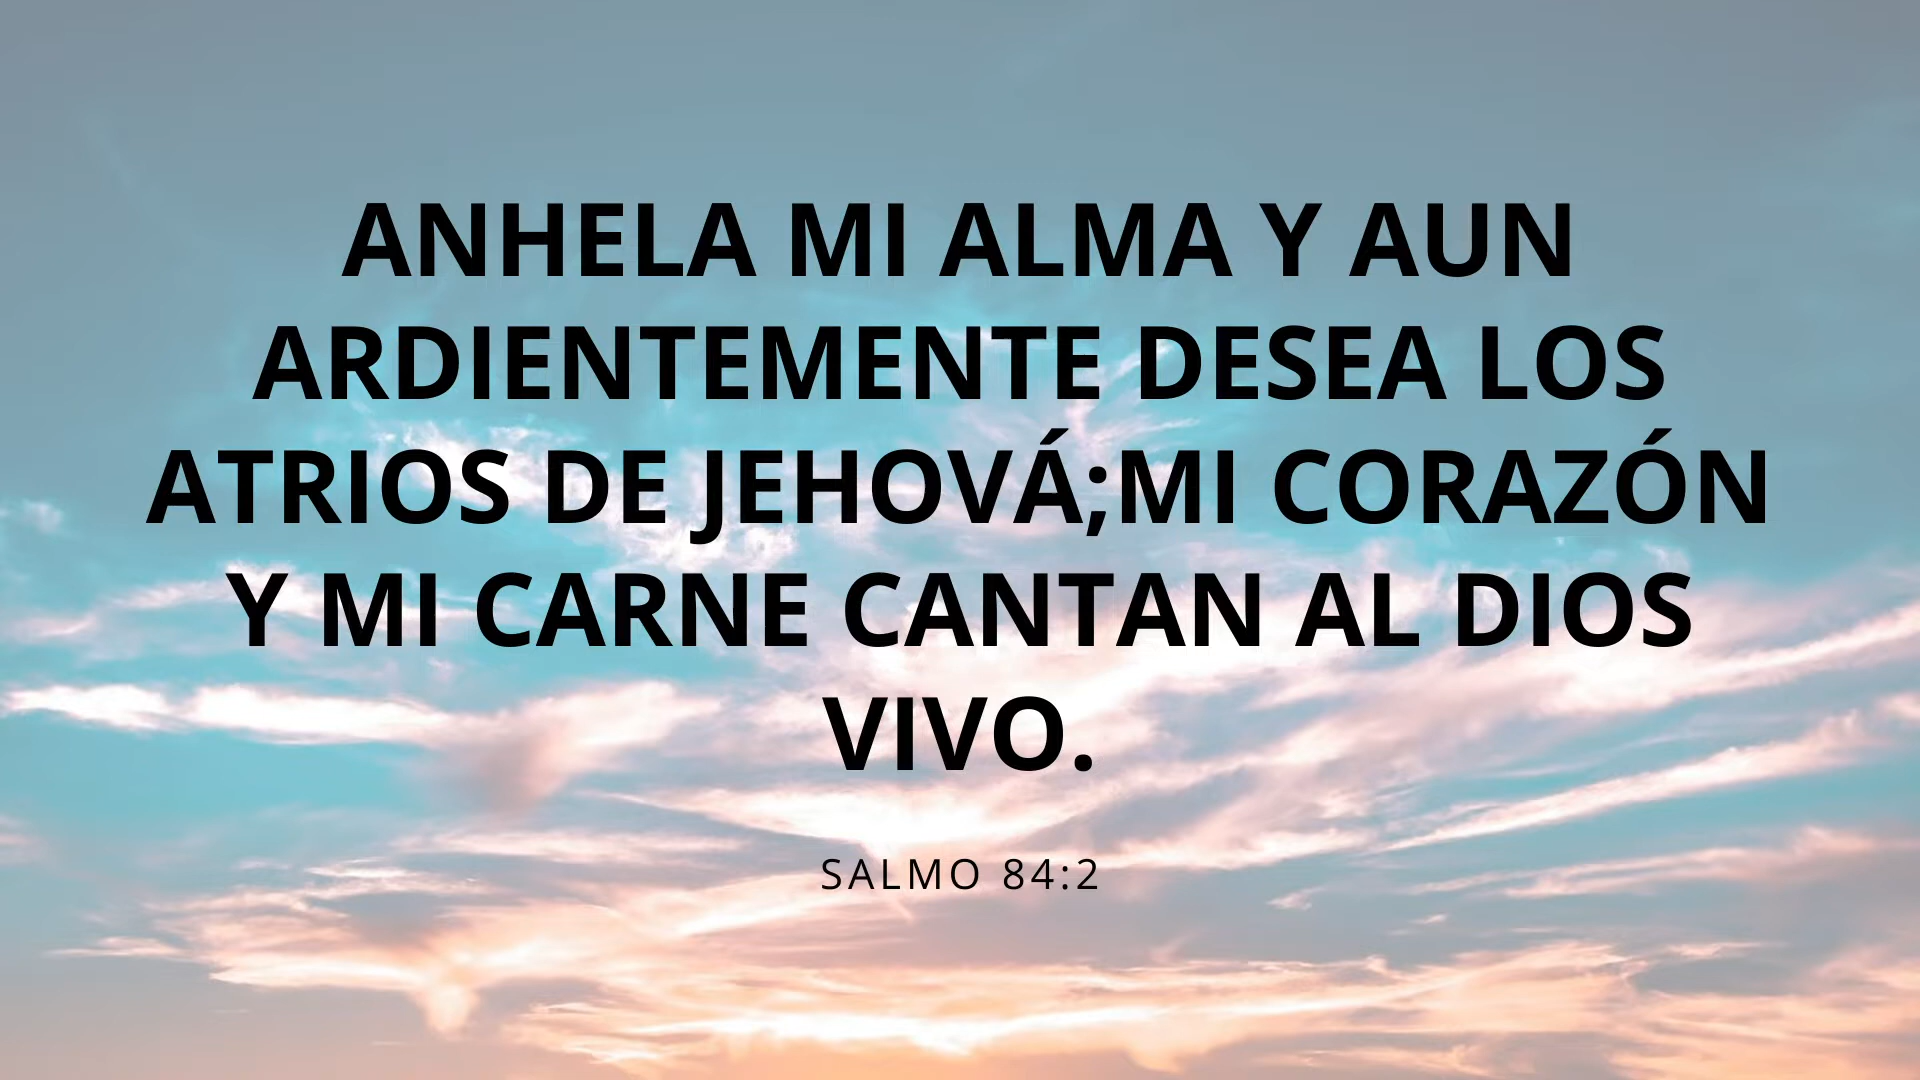 ANHELA MI ALMA Y AUN
ARDIENTEMENTE DESEA LOS
ATRIOS DE JEHOVÁ;MI CORAZÓN
Y MI CARNE CANTAN AL DIOS
VIVO.
SALMO 84:2